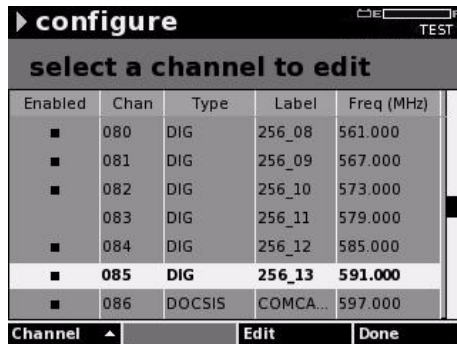 configure
E F
TEST
select a channel to edit
Enabled Chan Type Label Freq (MHz)
080 DIG 256_08 561.000
081 DIG 256_09 567.000
082 DIG 256_10 573.000
083 DIG 256_11 579.000
084 DIG 256_12 585.000
085 DIG 256_13 591.000
086 DOCSIS COMCA... 597.000
Channel Edit Done